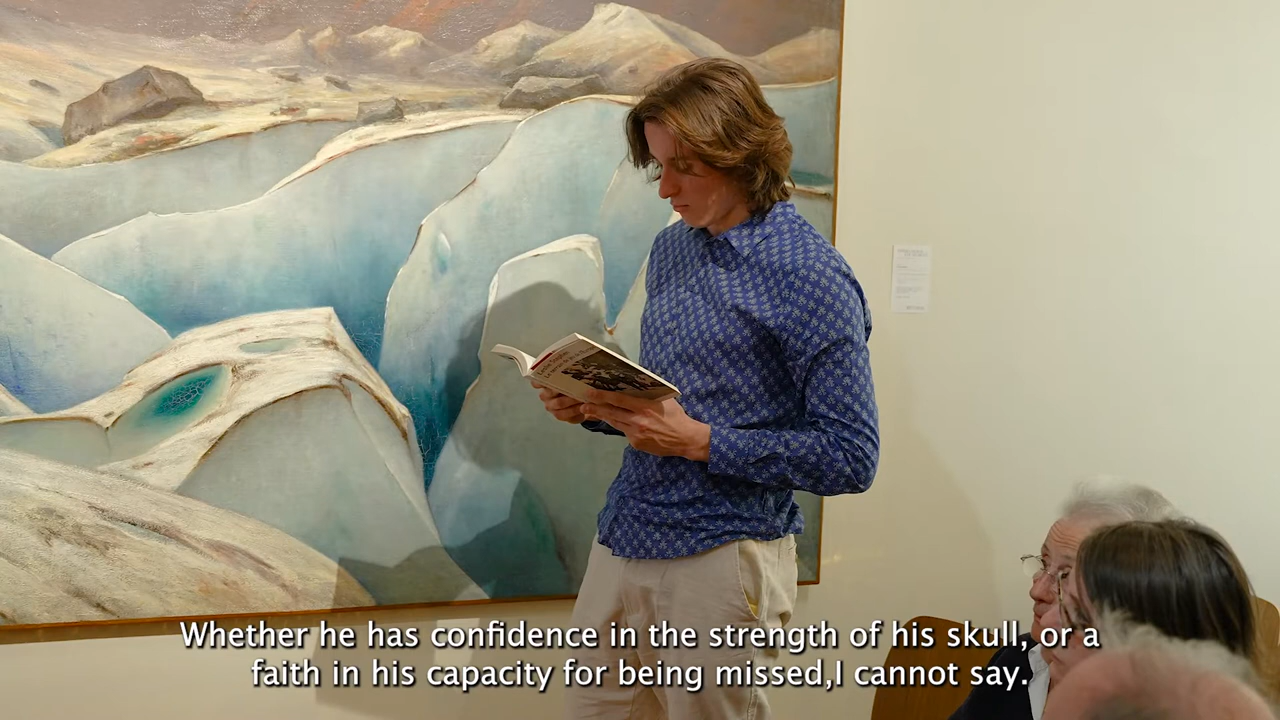 Whether he has confidence in the strength of his skull, or a
faith in his capacity for being missed,I cannot say.